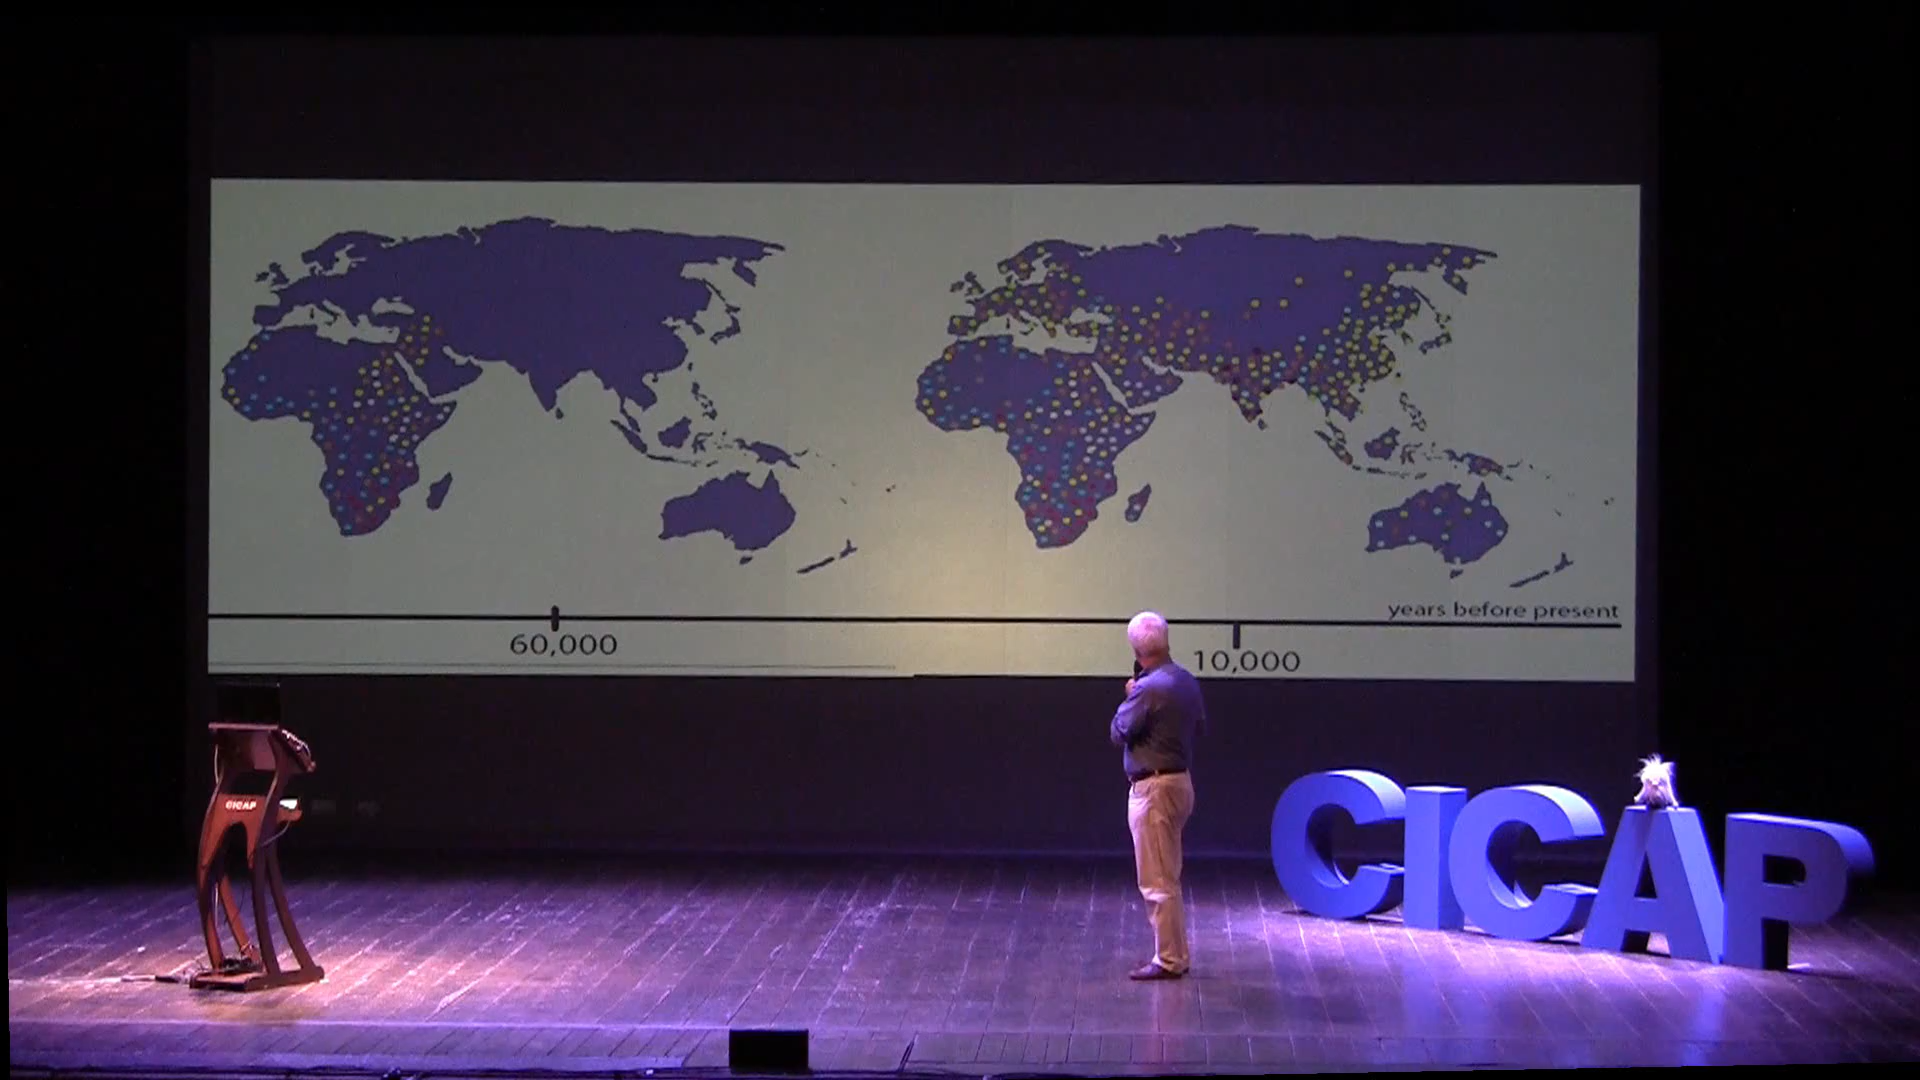 years before present
60,000
10,000
CICAP
CICAP